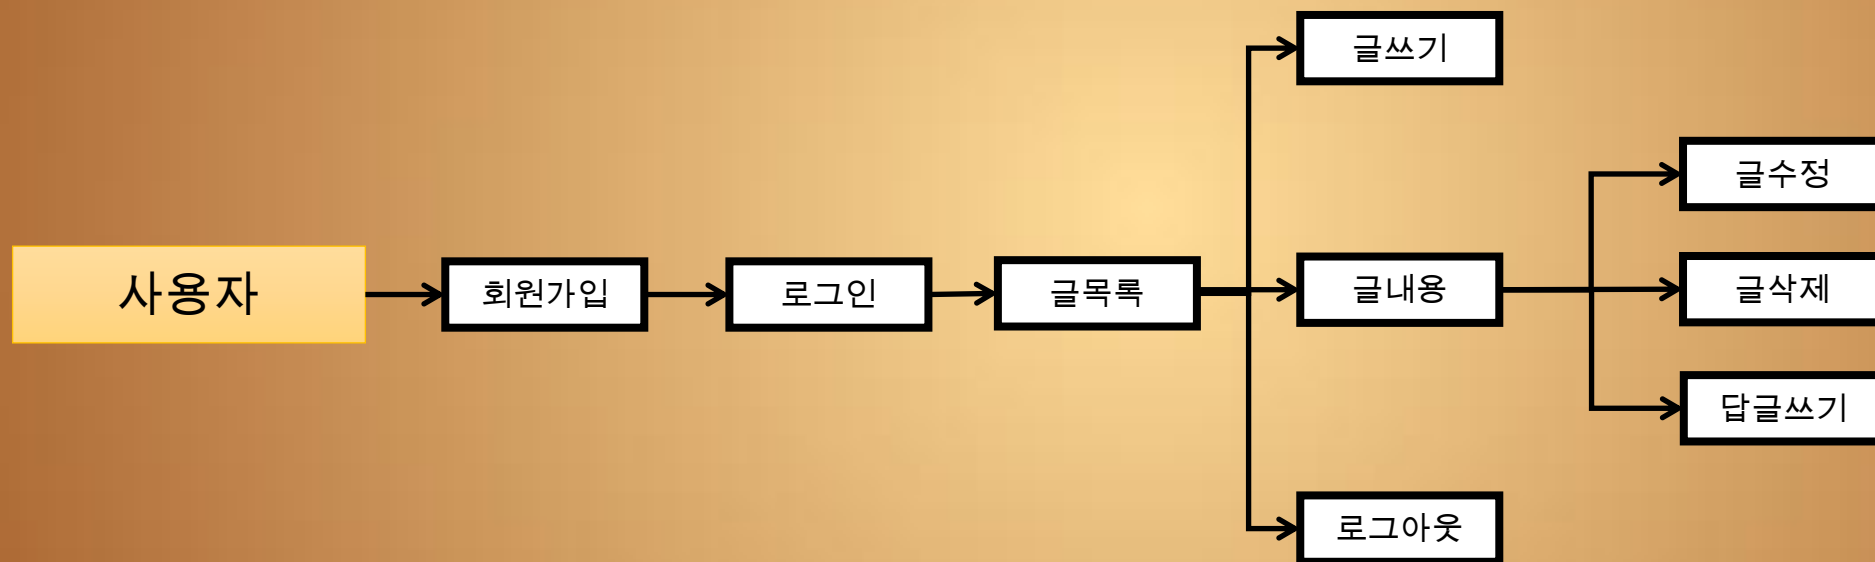 사용자
회원가입
로그인
글목록
글쓰기
글내용
로그아웃
글수정
글삭제
답글쓰기